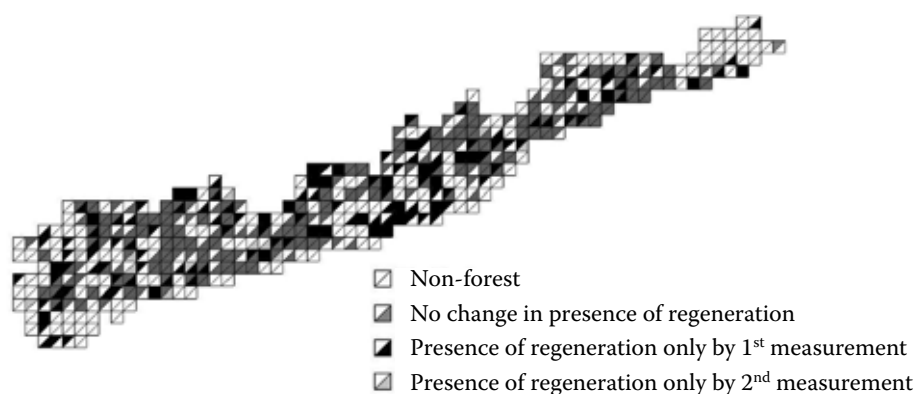 Non-forest
No change in presence of regeneration
Presence of regeneration only by 1st measurement
Presence of regeneration only by 2nd measurement